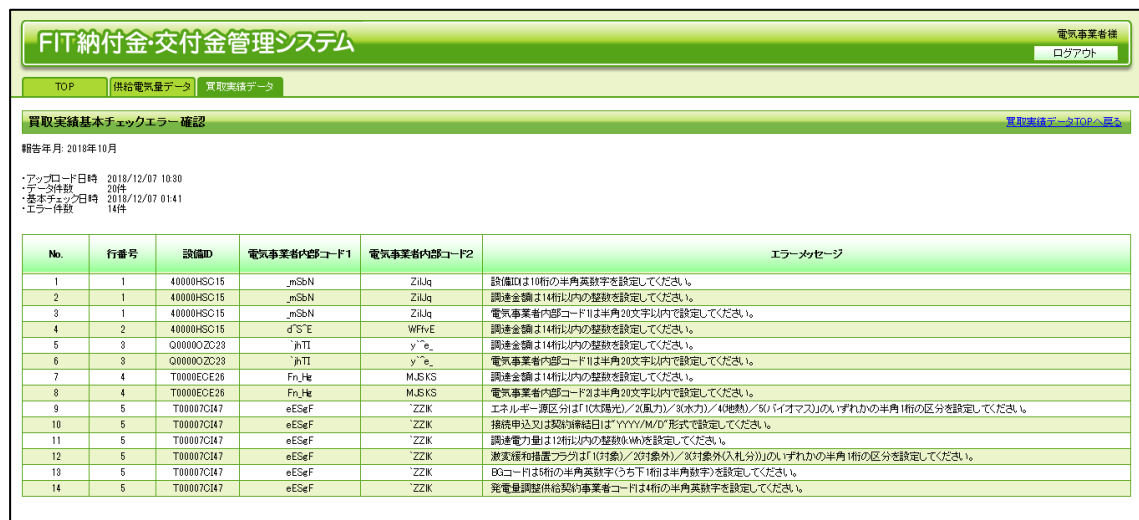 FIT納付金・交付金管理システム
電気事業者様
ログアウト
TOP 供給電気量データ 買取実績データ
買取実績基本チェックエラー確認 買取実績データTOPへ戻る
報告年月: 2018年10月
・アップロード日時 2018/12/07 10:30
・データ件数 20件
・基本チェック日時 2018/12/07 01:41
・エラー件数 14件
No. 行番号 設備ID 電気事業者内部コード1 電気事業者内部コード2 エラーメッセージ
1 1 40000HSC15 _mSbN ZiIJq 設備IDは10桁の半角英数字を設定してください。
2 1 40000HSC15 _mSbN ZiIJq 調達金額は14桁以内の整数を設定してください。
3 1 40000HSC15 _mSbN ZiIJq 電気事業者内部コード1は半角20文字以内で設定してください。
4 2 40000HSC15 d^S^E WFfvE 調達金額は14桁以内の整数を設定してください。
5 3 Q00000ZC23 `jhTI y`^e_ 調達金額は14桁以内の整数を設定してください。
6 3 Q00000ZC23 `jhTI y`^e_ 電気事業者内部コード1は半角20文字以内で設定してください。
7 4 T0000ECE26 Fn_Hg MJSKS 調達金額は14桁以内の整数を設定してください。
8 4 T0000ECE26 Fn_Hg MJSKS 電気事業者内部コード2は半角20文字以内で設定してください。
9 5 T00007CI47 eESgF `ZZIK エネルギー源区分は「1(太陽光)／2(風力)／3(水力)／4(地熱)／5(バイオマス)」のいずれかの半角1桁の区分を設定してください。
10 5 T00007CI47 eESgF `ZZIK 接続申込又は契約締結日は"YYYY/M/D"形式で設定してください。
11 5 T00007CI47 eESgF `ZZIK 調達電力量は12桁以内の整数(kWh)を設定してください。
12 5 T00007CI47 eESgF `ZZIK 激変緩和措置フラグは「1(対象)／2(対象外)／3(対象外(入札分))」のいずれかの半角1桁の区分を設定してください。
13 5 T00007CI47 eESgF `ZZIK BGコードは5桁の半角英数字(うち下1桁は半角数字)を設定してください。
14 5 T00007CI47 eESgF `ZZIK 発電量調整供給契約事業者コードは4桁の半角英数字を設定してください。